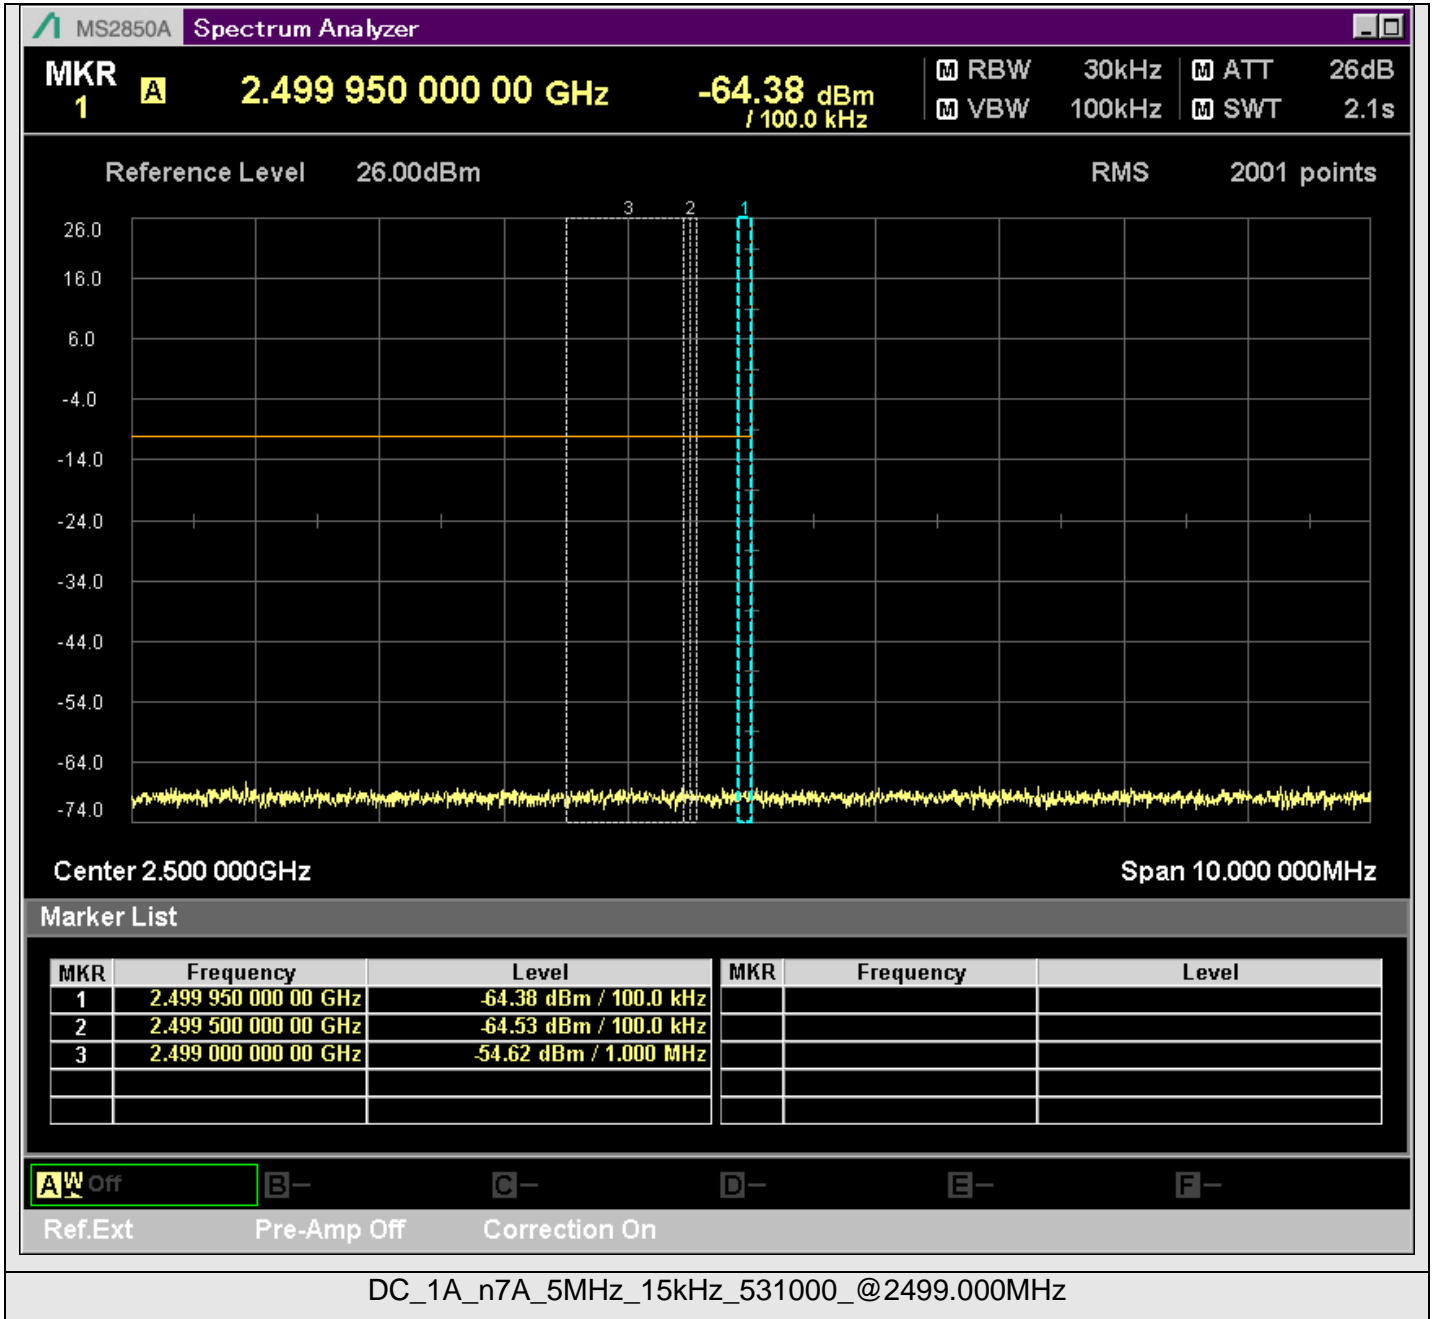 MS2850A Spectrum Analyzer
MKR 1 A 2.499 950 000 00 GHz -64.38 dBm / 100.0 kHz
M RBW 30kHz M ATT 26dB
M VBW 100kHz M SWT 2.1s
Reference Level 26.00dBm RMS 2001 points
3 2 1
26.0
16.0
6.0
-4.0
-14.0
-24.0
-34.0
-44.0
-54.0
-64.0
-74.0
Center 2.500 000GHz Span 10.000 000MHz
Marker List
MKR Frequency Level MKR Frequency Level
1 2.499 950 000 00 GHz -64.38 dBm / 100.0 kHz
2 2.499 500 000 00 GHz -64.53 dBm / 100.0 kHz
3 2.499 000 000 00 GHz -54.62 dBm / 1.000 MHz
A W Off B – C – D – E – F –
Ref.Ext Pre-Amp Off Correction On
DC_1A_n7A_5MHz_15kHz_531000_@2499.000MHz